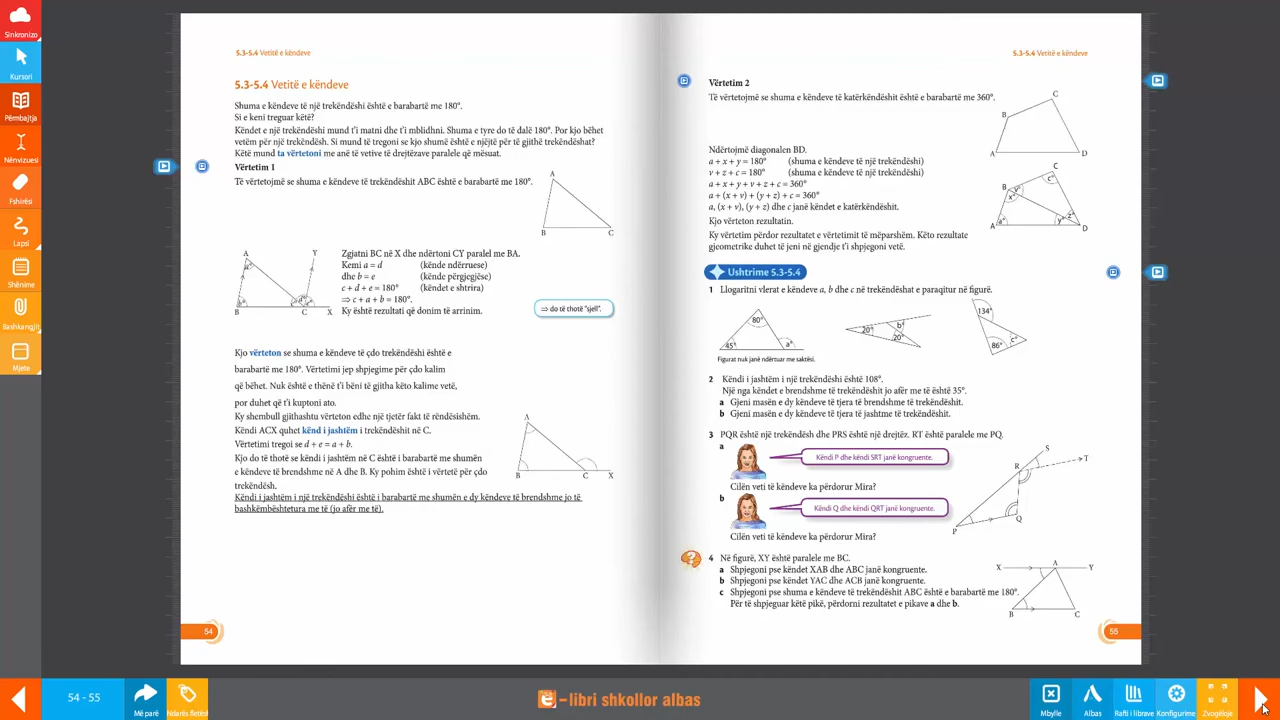 Sinkronizo
Kursori
Përmbajtja
Nënvizuesi
Fshirësi
Lapsi
Shënime
Bashkangjit
Mjete
5.3-5.4 Vetitë e këndeve
5.3-5.4 Vetitë e këndeve
Shuma e këndeve të një trekëndëshi është e barabartë me 180°.
Si e keni treguar këtë?
Këndet e një trekëndëshi mund t'i matni dhe t'i mblidhni. Shuma e tyre do të dalë 180°. Por kjo bëhet
vetëm për një trekëndësh. Si mund të tregoni se kjo shumë është e njëjtë për të gjithë trekëndëshat?
Këtë mund ta vërtetoni me anë të vetive të drejtëzave paralele që mësuat.
Vërtetim 1
Të vërtetojmë se shuma e këndeve të trekëndëshit ABC është e barabartë me 180°.
A
B
C
A
Y
B
C
X
a°
b°
c°
d°
e°
Zgjatni BC në X dhe ndërtoni CY paralel me BA.
Kemi a = d (kënde ndërruese)
dhe b = e (kënde përgjegjëse)
c + d + e = 180° (këndet e shtrira)
⇒ c + a + b = 180°.
Ky është rezultati që donim të arrinim.
⇒ do të thotë "sjell".
Kjo vërteton se shuma e këndeve të çdo trekëndëshi është e
barabartë me 180°. Vërtetimi jep shpjegime për çdo kalim
që bëhet. Nuk është e thënë t'i bëni të gjitha këto kalime vetë,
por duhet që t'i kuptoni ato.
Ky shembull gjithashtu vërteton edhe një tjetër fakt të rëndësishëm.
Këndi ACX quhet kënd i jashtëm i trekëndëshit në C.
Vërtetimi tregoi se d + e = a + b.
Kjo do të thotë se këndi i jashtëm në C është i barabartë me shumën
e këndeve të brendshme në A dhe B. Ky pohim është i vërtetë për çdo
trekëndësh.
Këndi i jashtëm i një trekëndëshi është i barabartë me shumën e dy këndeve të brendshme jo të
bashkëmbështetura me të (jo afër me të).
A
B
C
X
54
5.3-5.4 Vetitë e këndeve
Vërtetim 2
Të vërtetojmë se shuma e këndeve të katërkëndëshit është e barabartë me 360°.
C
B
A
D
Ndërtojmë diagonalen BD.
a + x + y = 180° (shuma e këndeve të një trekëndëshi)
v + z + c = 180° (shuma e këndeve të një trekëndëshi)
a + x + y + v + z + c = 360°
a + (x + v) + (y + z) + c = 360°
a, (x + v), (y + z) dhe c janë këndet e katërkëndëshit.
Kjo vërteton rezultatin.
Ky vërtetim përdor rezultatet e vërtetimit të mëparshëm. Këto rezultate
gjeometrike duhet të jeni në gjendje t'i shpjegoni vetë.
C
B
A
D
c°
v°
x°
a°
y°
z°
Ushtrime 5.3-5.4
1 Llogaritni vlerat e këndeve a, b dhe c në trekëndëshat e paraqitur në figurë.
80°
45°
a°
20°
b°
20°
134°
86°
c°
Figurat nuk janë ndërtuar me saktësi.
2 Këndi i jashtëm i një trekëndëshi është 108°.
Një nga këndet e brendshme të trekëndëshit jo afër me të është 35°.
a Gjeni masën e dy këndeve të tjera të brendshme të trekëndëshit.
b Gjeni masën e dy këndeve të tjera të jashtme të trekëndëshit.
3 PQR është një trekëndësh dhe PRS është një drejtëz. RT është paralele me PQ.
a
Këndi P dhe këndi SRT janë kongruente.
Cilën veti të këndeve ka përdorur Mira?
b
Këndi Q dhe këndi QRT janë kongruente.
Cilën veti të këndeve ka përdorur Mira?
S
R
T
Q
P
4 Në figurë, XY është paralele me BC.
a Shpjegoni pse këndet XAB dhe ABC janë kongruente.
b Shpjegoni pse këndet YAC dhe ACB janë kongruente.
c Shpjegoni pse shuma e këndeve të trekëndëshit ABC është e barabartë me 180°.
Për të shpjeguar këtë pikë, përdorni rezultatet e pikave a dhe b.
X
A
Y
B
C
55
54 - 55
Më parë
Ndarës fletësh
e-libri shkollor albas
Mbylle
Albas
Rafti i librave
Konfigurime
Zvogëloje